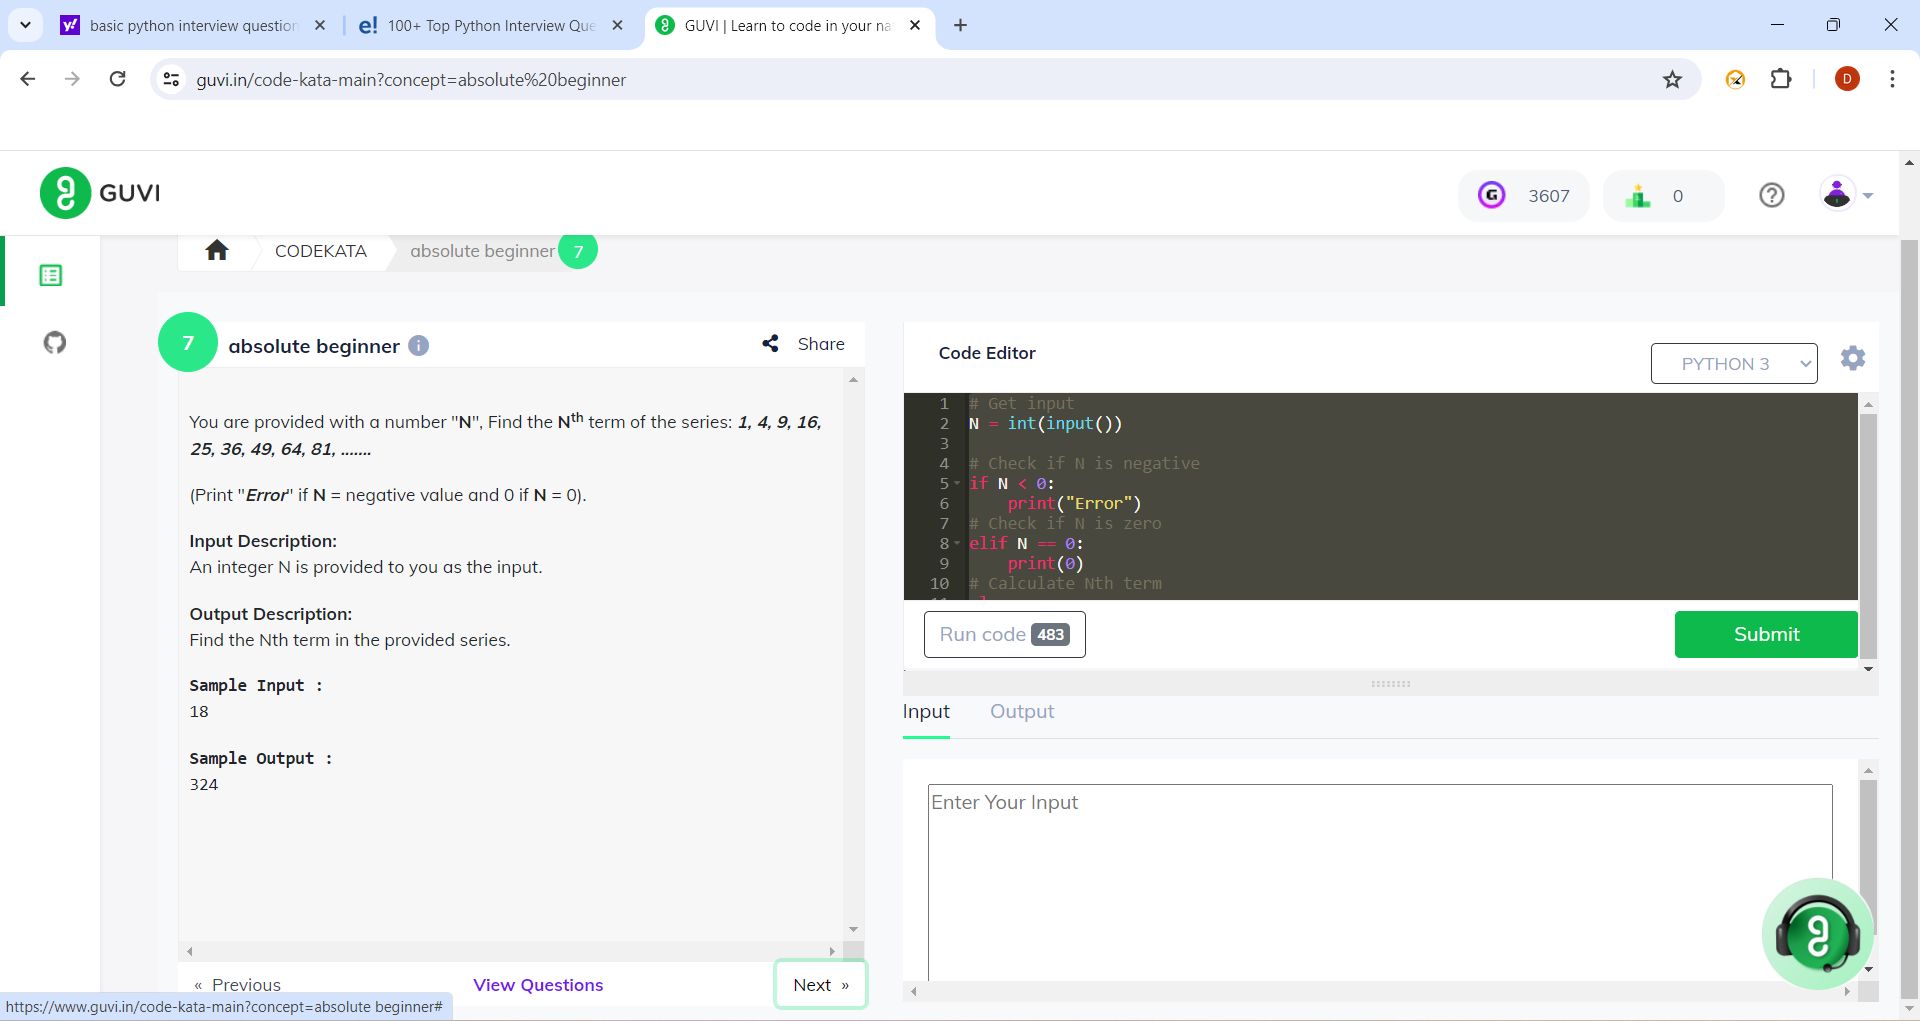 basic python interview question
100+ Top Python Interview Que
GUVI | Learn to code in your na
guvi.in/code-kata-main?concept=absolute%20beginner
D
GUVI
G 3607
0
CODEKATA
absolute beginner 7
7 absolute beginner
Share
You are provided with a number "N", Find the Nth term of the series: 1, 4, 9, 16,
25, 36, 49, 64, 81, .......
(Print "Error" if N = negative value and 0 if N = 0).
Input Description:
An integer N is provided to you as the input.
Output Description:
Find the Nth term in the provided series.
Sample Input :
18
Sample Output :
324
« Previous
View Questions
Next »
https://www.guvi.in/code-kata-main?concept=absolute beginner#
Code Editor
PYTHON 3
1 # Get input
2 N = int(input())
3
4 # Check if N is negative
5 if N < 0:
6 print("Error")
7 # Check if N is zero
8 elif N == 0:
9 print(0)
10 # Calculate Nth term
Run code 483
Submit
Input
Output
Enter Your Input